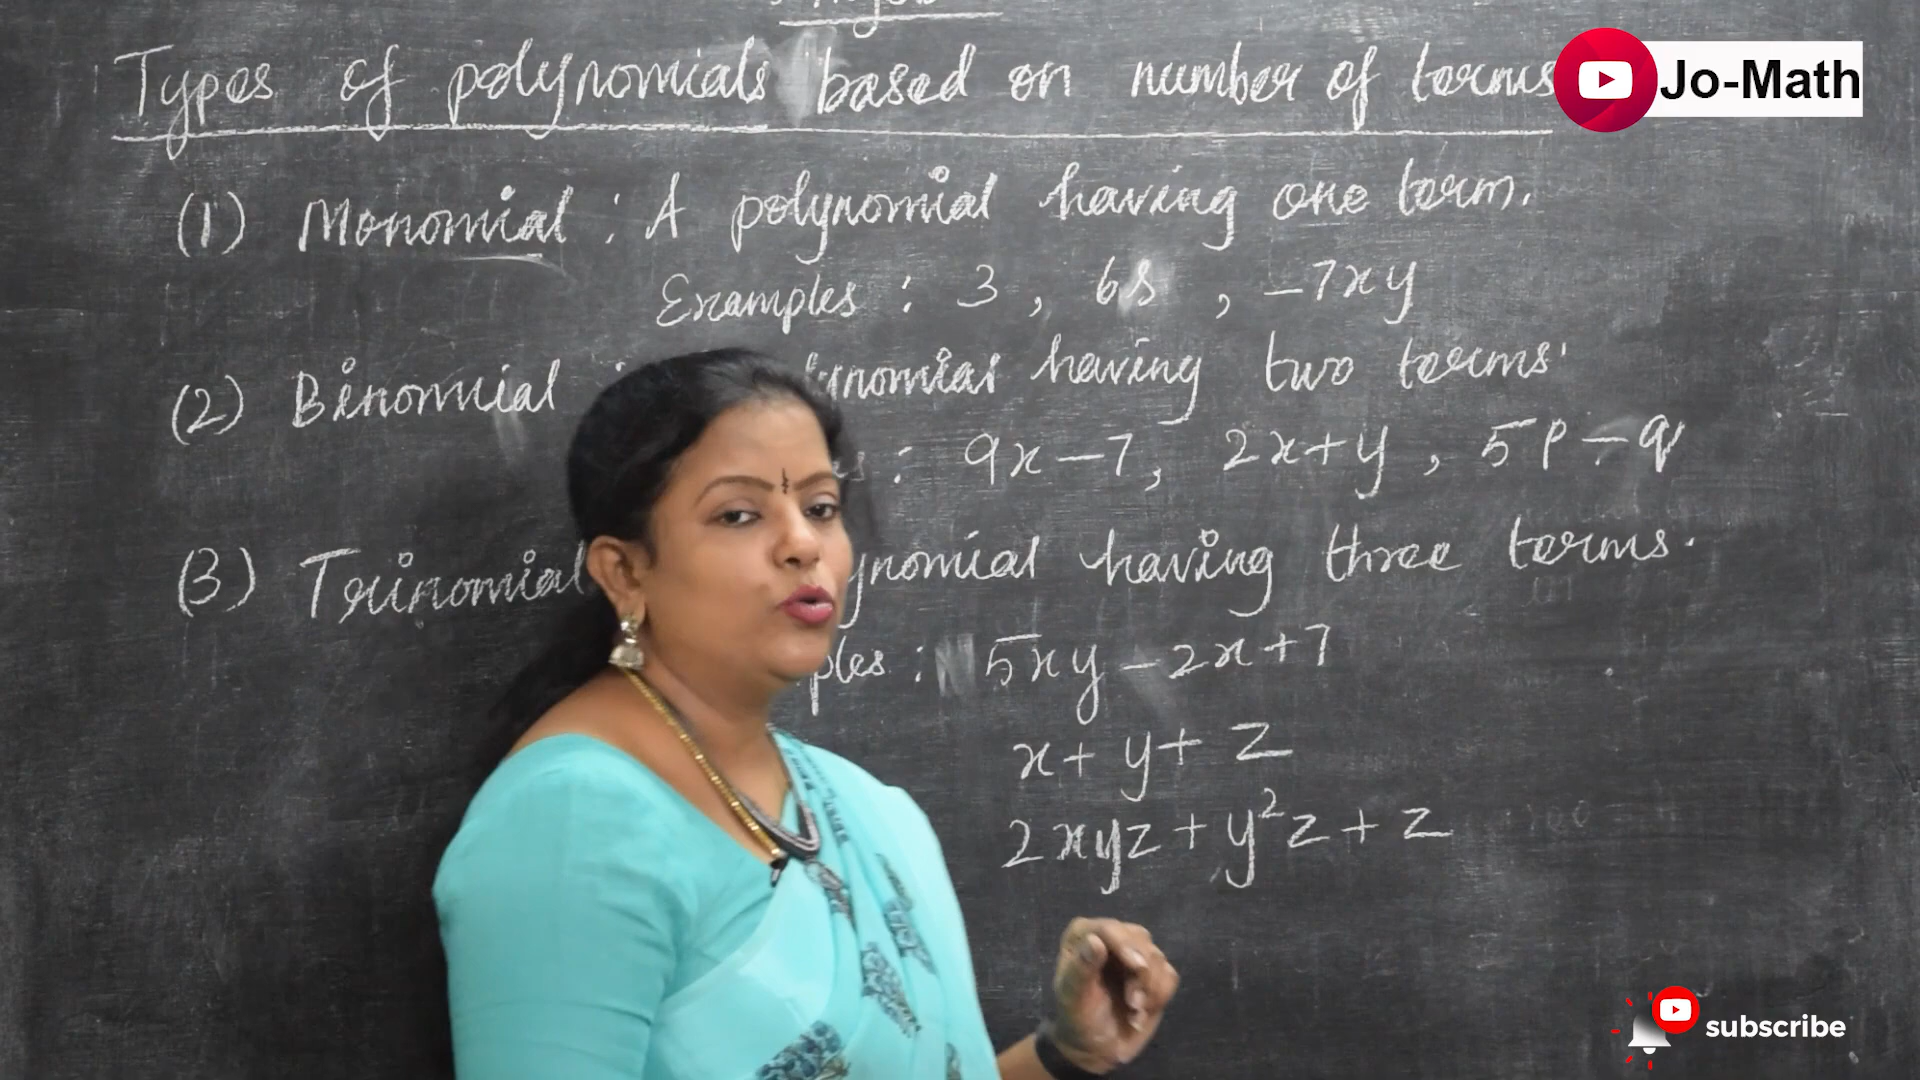 Types of polynomials based on number of terms
Jo-Math
(1) Monomial : A polynomial having one term.
Examples : 3 , 6s , -7xy
(2) Binomial having two terms.
: 9x-7, 2x+y , 5p-q
(3) Trinomial having three terms.
: 5xy-2x+7
x+y+z
2xyz+y²z+z
subscribe